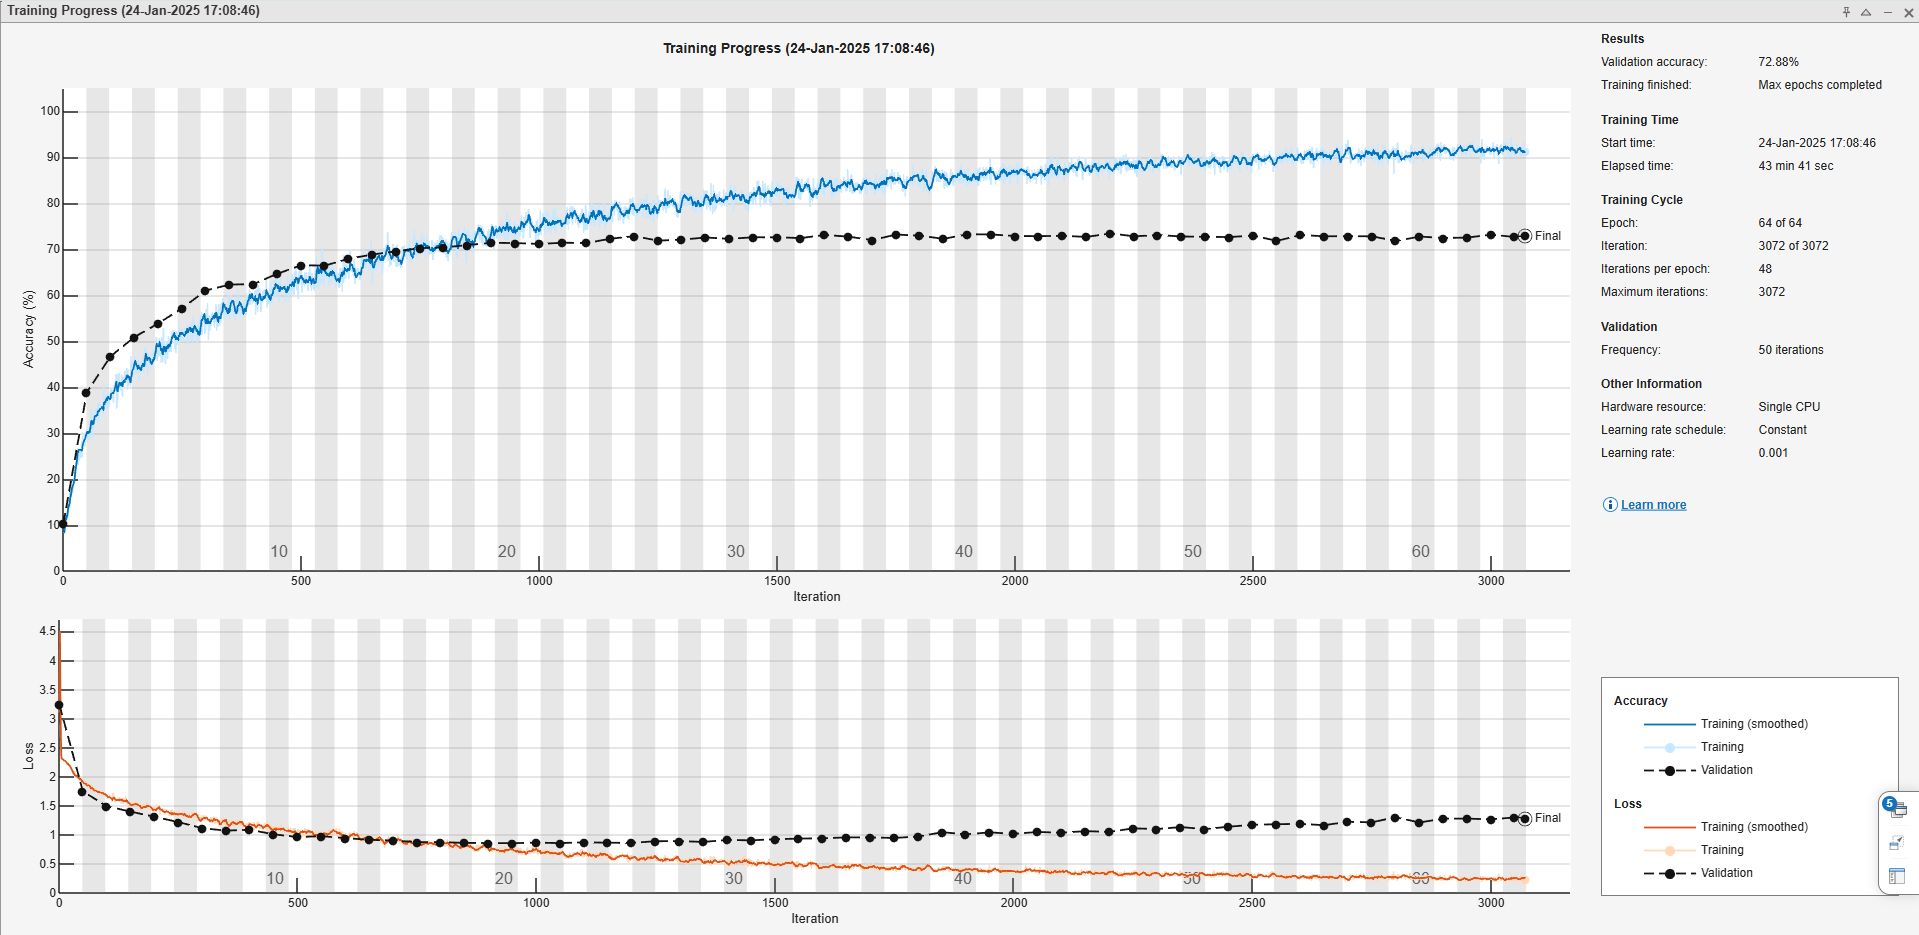 Training Progress (24-Jan-2025 17:08:46)
Training Progress (24-Jan-2025 17:08:46)
100
90
80
70
60
50
40
30
20
10
0
Accuracy (%)
Final
10 20 30 40 50 60
0 500 1000 1500 2000 2500 3000
Iteration
4.5
4
3.5
3
2.5
2
1.5
1
0.5
0
Loss
Final
10 20 30 40 50 60
0 500 1000 1500 2000 2500 3000
Iteration
Results
Validation accuracy: 72.88%
Training finished: Max epochs completed
Training Time
Start time: 24-Jan-2025 17:08:46
Elapsed time: 43 min 41 sec
Training Cycle
Epoch: 64 of 64
Iteration: 3072 of 3072
Iterations per epoch: 48
Maximum iterations: 3072
Validation
Frequency: 50 iterations
Other Information
Hardware resource: Single CPU
Learning rate schedule: Constant
Learning rate: 0.001
Learn more
Accuracy
Training (smoothed)
Training
Validation
Loss
Training (smoothed)
Training
Validation
5